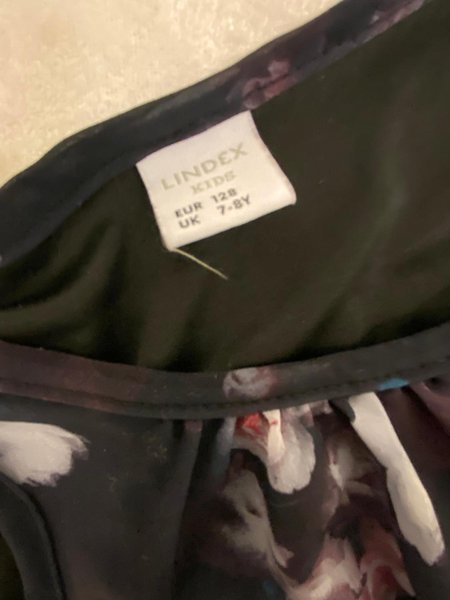 LINDEX
KIDS
EUR 128
UK 7-8Y